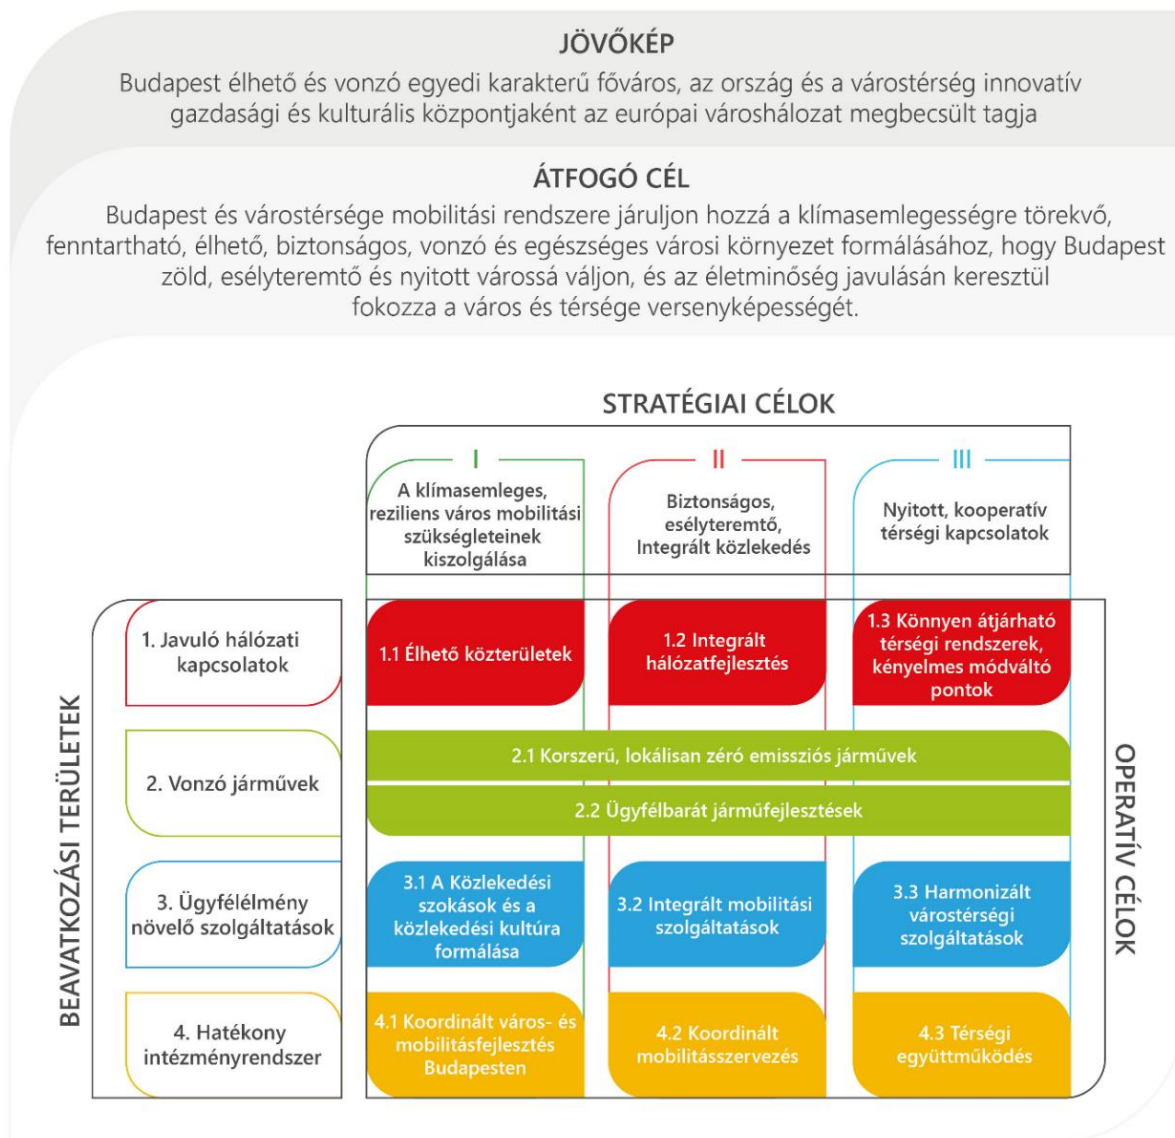 JÖVŐKÉP
Budapest élhető és vonzó egyedi karakterű főváros, az ország és a várostérség innovatív
gazdasági és kulturális központjaként az európai városhálózat megbecsült tagja
ÁTFOGÓ CÉL
Budapest és várostérsége mobilitási rendszere járuljon hozzá a klímasemlegességre törekvő,
fenntartható, élhető, biztonságos, vonzó és egészséges városi környezet formálásához, hogy Budapest
zöld, esélyteremtő és nyitott várossá váljon, és az életminőség javulásán keresztül
fokozza a város és térsége versenyképességét.
STRATÉGIAI CÉLOK
I
A klímasemleges,
reziliens város mobilitási
szükségleteinek
kiszolgálása
II
Biztonságos,
esélyteremtő,
Integrált közlekedés
III
Nyitott, kooperatív
térségi kapcsolatok
BEAVATKOZÁSI TERÜLETEK
1. Javuló hálózati
kapcsolatok
1.1 Élhető közterületek
1.2 Integrált
hálózatfejlesztés
1.3 Könnyen átjárható
térségi rendszerek,
kényelmes módváltó
pontok
2. Vonzó járművek
2.1 Korszerű, lokálisan zéró emissziós járművek
2.2 Ügyfélbarát járműfejlesztések
3. Ügyfélélmény
növelő szolgáltatások
3.1 A Közlekedési
szokások és a
közlekedési kultúra
formálása
3.2 Integrált mobilitási
szolgáltatások
3.3 Harmonizált
várostérségi
szolgáltatások
4. Hatékony
intézményrendszer
4.1 Koordinált város- és
mobilitásfejlesztés
Budapesten
4.2 Koordinált
mobilitásszervezés
4.3 Térségi
együttműködés
OPERATÍV CÉLOK